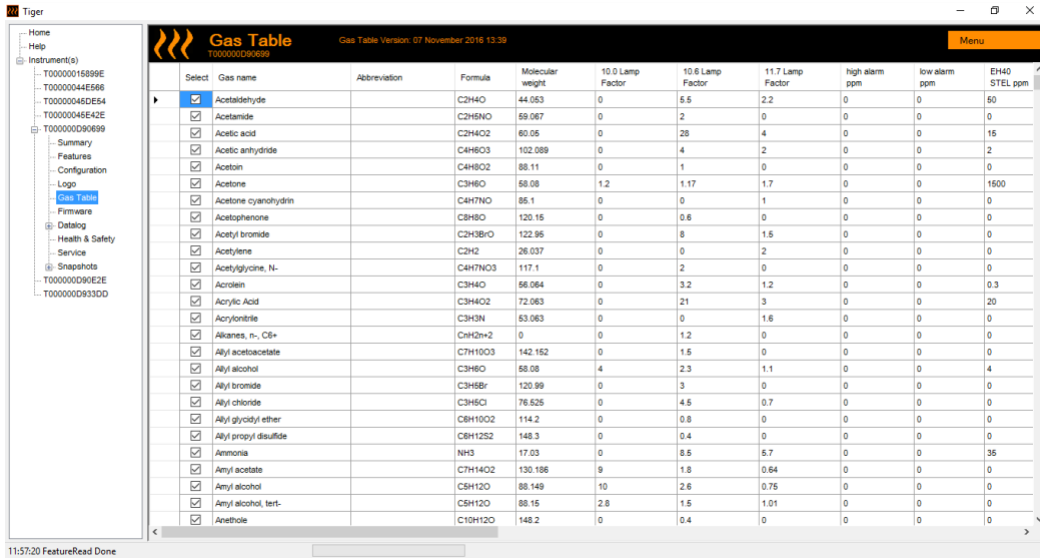 Tiger
Home
Help
Instrument(s)
T00000015899E
T00000044E566
T00000045DE54
T00000045E42E
T000000D90699
Summary
Features
Configuration
Logo
Gas Table
Firmware
Datalog
Health & Safety
Service
Snapshots
T000000D90E2E
T000000D933DD
Gas Table
T000000D90699
Gas Table Version: 07 November 2016 13:39
Menu
Select Gas name Abbreviation Formula Molecular weight 10.0 Lamp Factor 10.6 Lamp Factor 11.7 Lamp Factor high alarm ppm low alarm ppm EH40 STEL ppm
Acetaldehyde C2H4O 44.053 0 5.5 2.2 0 0 50
Acetamide C2H5NO 59.067 0 2 0 0 0 0
Acetic acid C2H4O2 60.05 0 28 4 0 0 15
Acetic anhydride C4H6O3 102.089 0 4 2 0 0 2
Acetoin C4H8O2 88.11 0 1 0 0 0 0
Acetone C3H6O 58.08 1.2 1.17 1.7 0 0 1500
Acetone cyanohydrin C4H7NO 85.1 0 0 1 0 0 0
Acetophenone C8H8O 120.15 0 0.6 0 0 0 0
Acetyl bromide C2H3BrO 122.95 0 8 1.5 0 0 0
Acetylene C2H2 26.037 0 0 2 0 0 0
Acetylglycine, N- C4H7NO3 117.1 0 2 0 0 0 0
Acrolein C3H4O 56.064 0 3.2 1.2 0 0 0.3
Acrylic Acid C3H4O2 72.063 0 21 3 0 0 20
Acrylonitrile C3H3N 53.063 0 0 1.6 0 0 0
Alkanes, n-, C6+ CnH2n+2 0 0 1.2 0 0 0 0
Allyl acetoacetate C7H10O3 142.152 0 1.5 0 0 0 0
Allyl alcohol C3H6O 58.08 4 2.3 1.1 0 0 4
Allyl bromide C3H5Br 120.99 0 3 0 0 0 0
Allyl chloride C3H5Cl 76.525 0 4.5 0.7 0 0 0
Allyl glycidyl ether C6H10O2 114.2 0 0.8 0 0 0 0
Allyl propyl disulfide C6H12S2 148.3 0 0.4 0 0 0 0
Ammonia NH3 17.03 0 8.5 5.7 0 0 35
Amyl acetate C7H14O2 130.186 9 1.8 0.64 0 0 0
Amyl alcohol C5H12O 88.149 10 2.6 0.75 0 0 0
Amyl alcohol, tert- C5H12O 88.15 2.8 1.5 1.01 0 0 0
Anethole C10H12O 148.2 0 0.4 0 0 0 0
11:57:20 FeatureRead Done